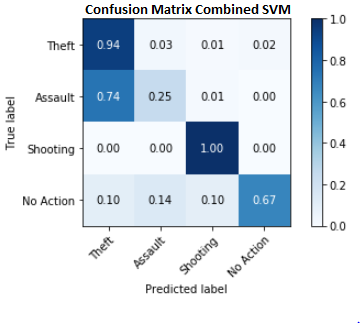 Confusion Matrix Combined SVM
1.0
Theft 0.94 0.03 0.01 0.02
0.8
Assault 0.74 0.25 0.01 0.00
0.6
True label
Shooting 0.00 0.00 1.00 0.00
0.4
No Action 0.10 0.14 0.10 0.67
0.2
0.0
Theft Assault Shooting No Action
Predicted label